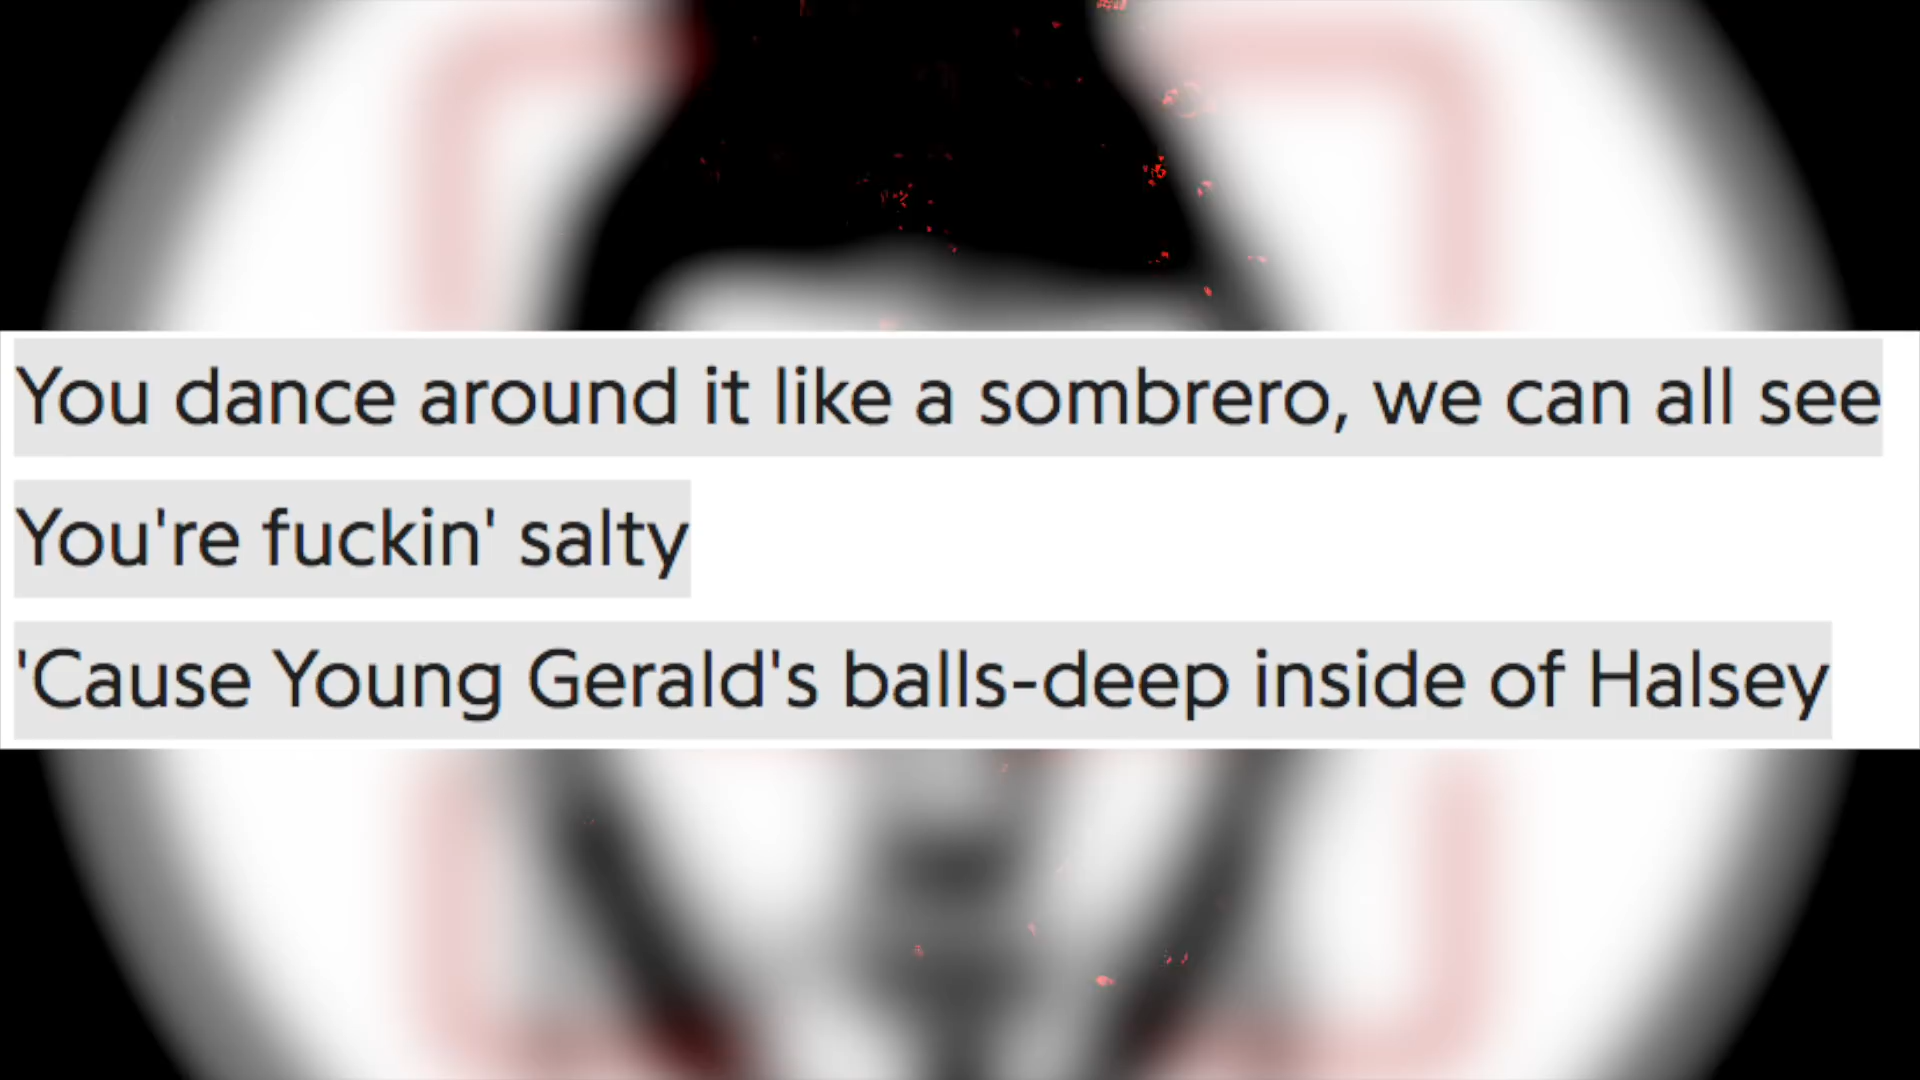 You dance around it like a sombrero, we can all see
You're fuckin' salty
'Cause Young Gerald's balls-deep inside of Halsey